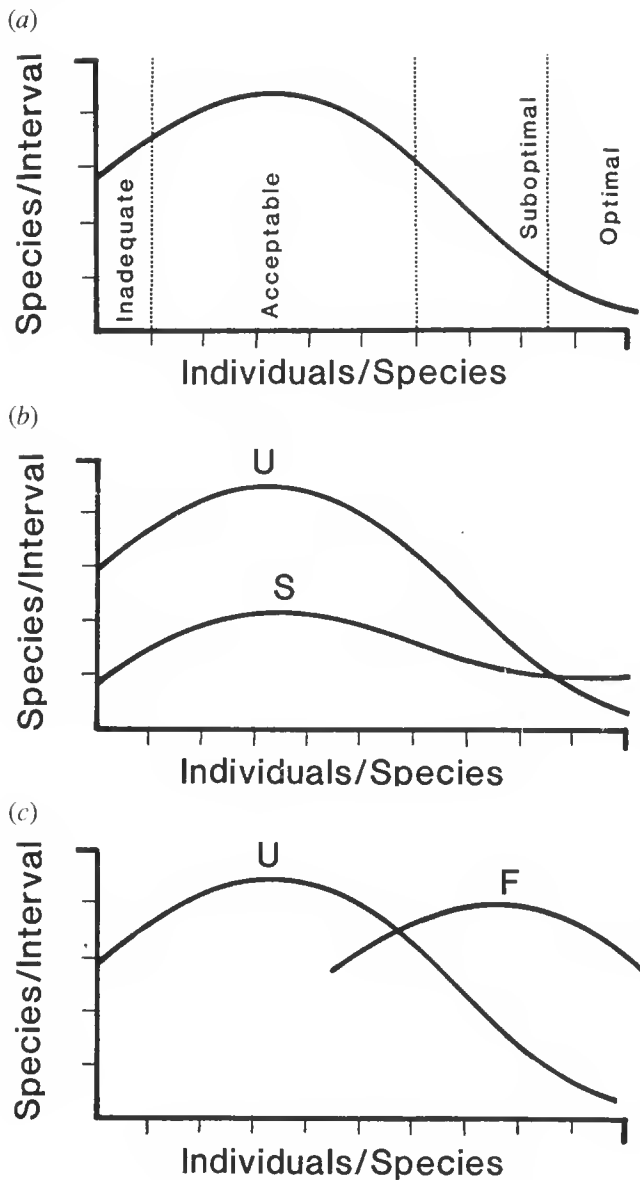 (a)
Species/Interval
Inadequate
Acceptable
Suboptimal
Optimal
Individuals/Species
(b)
Species/Interval
U
S
Individuals/Species
(c)
Species/Interval
U
F
Individuals/Species